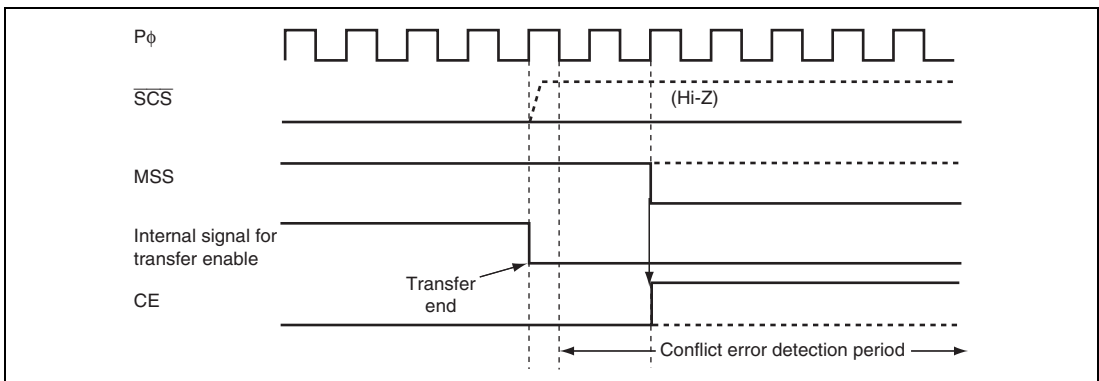 Pφ
SCS
(Hi-Z)
MSS
Internal signal for
transfer enable
Transfer
end
CE
Conflict error detection period